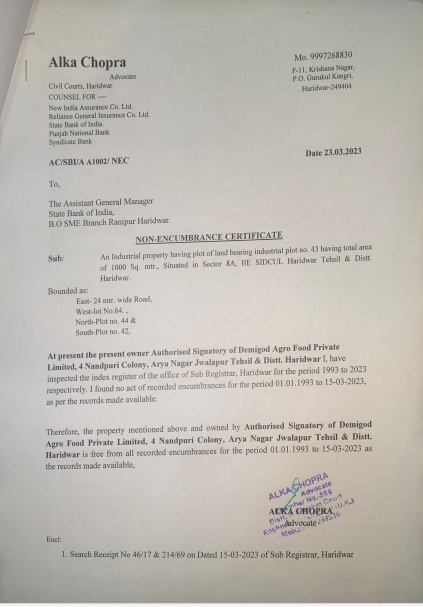 Alka Chopra
Advocate
Civil Courts, Haridwar
COUNSEL FOR ----
New India Assurance Co. Ltd.
Reliance General Insurance Co. Ltd.
State Bank of India.
Punjab National Bank
Syndicate Bank
Mo. 9997268830
F-11, Krishana Nagar,
P.O. Gurukul Kangri,
Haridwar-249404
AC/SBI/A A1002/ NEC
Date 23.03.2023
To,
The Assistant General Manager
State Bank of India,
B.O SME Branch Ranipur Haridwar.
NON-ENCUMBRANCE CERTIFICATE
Sub: An Industrial property having plot of land bearing industrial plot no. 43 having total area
of 1000 Sq. mtr., Situated in Sector 8A, IIE SIDCUL Haridwar Tehsil & Distt.
Haridwar.
Bounded as:
East- 24 mtr. wide Road,
West-lot No.64. ,
North-Plot no. 44 &
South-Plot no. 42,
At present the present owner Authorised Signatory of Demigod Agro Food Private
Limited, 4 Nandpuri Colony, Arya Nagar Jwalapur Tehsil & Distt. Haridwar I, have
inspected the index register of the office of Sub Registrar, Haridwar for the period 1993 to 2023
respectively. I found no act of recorded encumbrances for the period 01.01.1993 to 15-03-2023,
as per the records made available.
Therefore, the property mentioned above and owned by Authorised Signatory of Demigod
Agro Food Private Limited, 4 Nandpuri Colony, Arya Nagar Jwalapur Tehsil & Distt.
Haridwar is free from all recorded encumbrances for the period 01.01.1993 to 15-03-2023 as
the records made available,
ALKA CHOPRA
Advocate
ALKA CHOPRA
Advocate
Encl:
1. Search Receipt No 46/17 & 214/69 on Dated 15-03-2023 of Sub Registrar, Haridwar